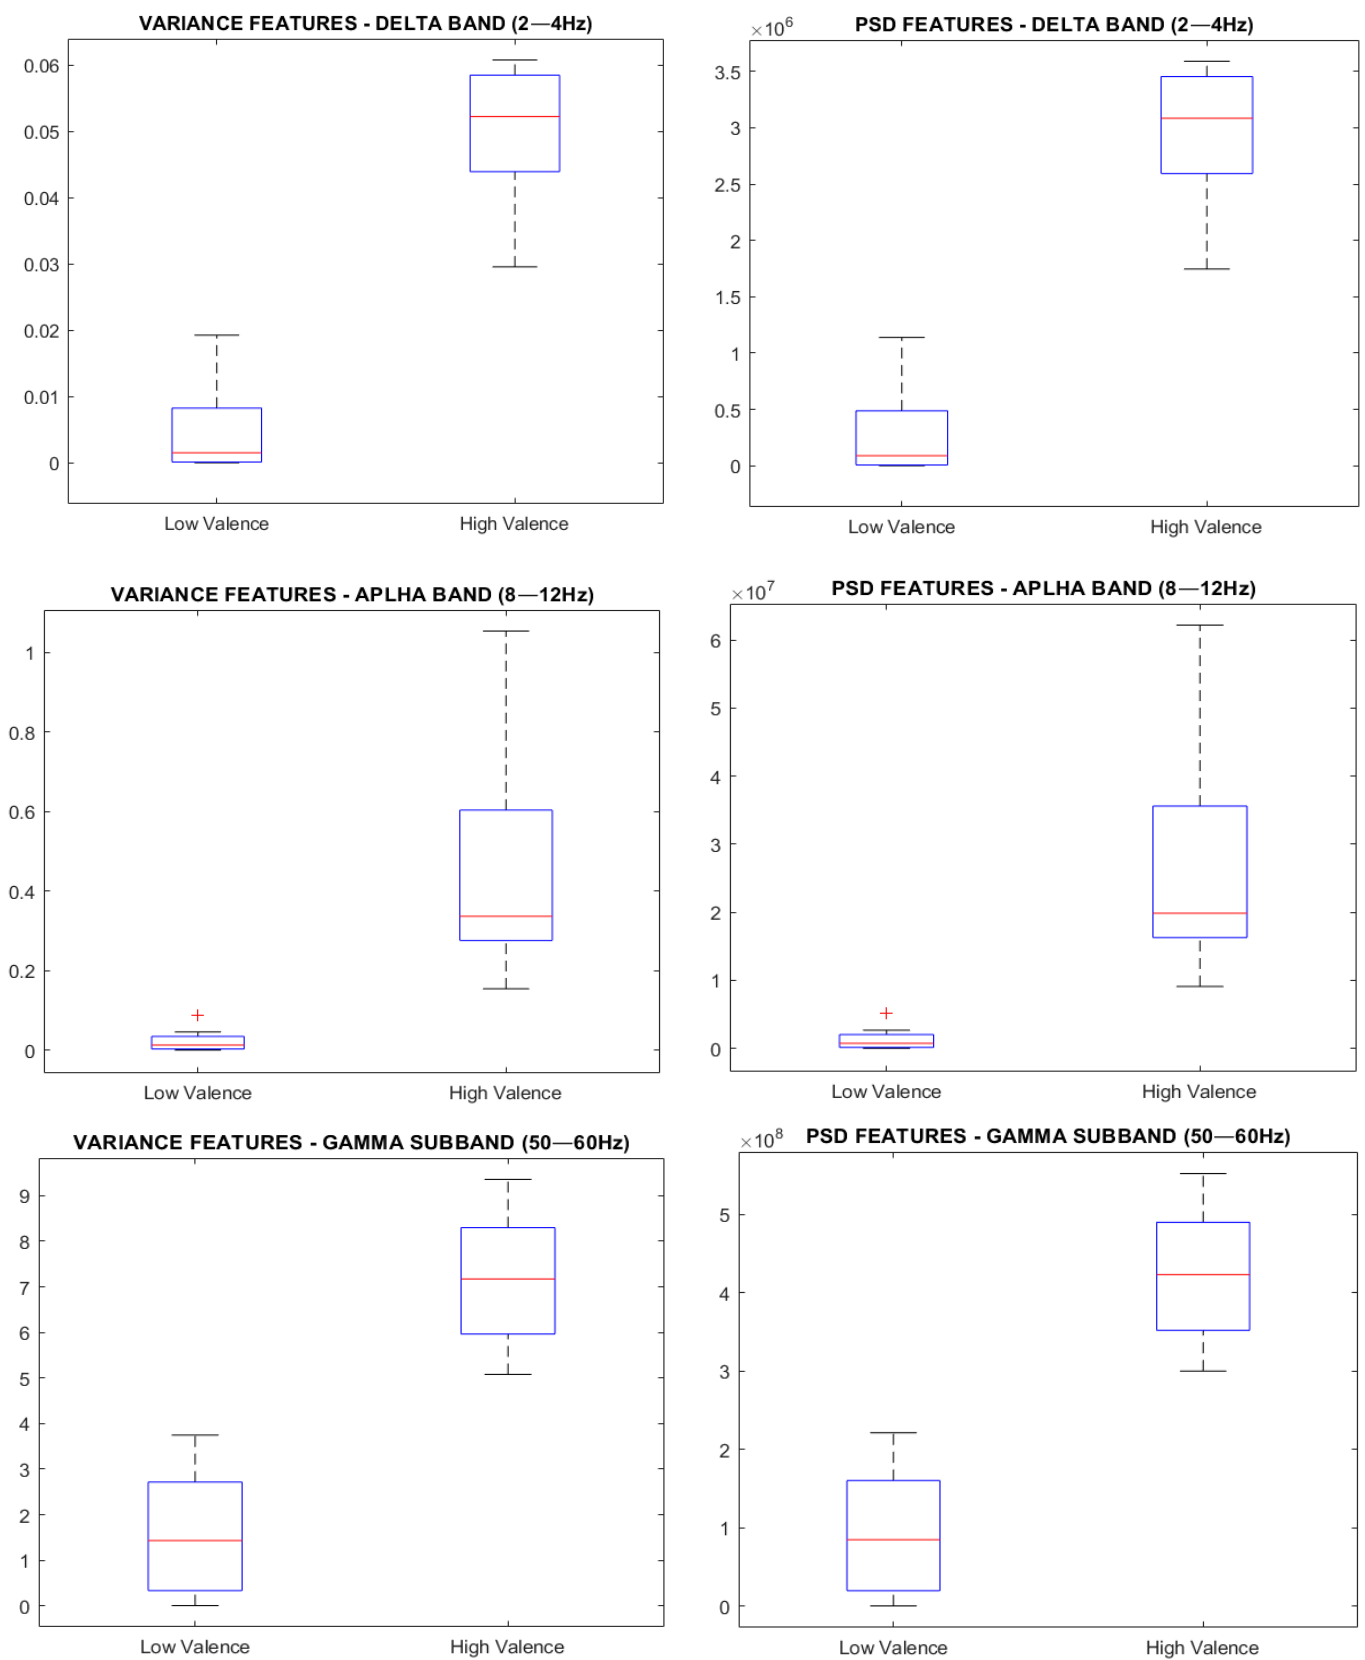 VARIANCE FEATURES - DELTA BAND (2—4Hz)
0.06
0.05
0.04
0.03
0.02
0.01
0
Low Valence
High Valence
PSD FEATURES - DELTA BAND (2—4Hz)
×10⁶
3.5
3
2.5
2
1.5
1
0.5
0
Low Valence
High Valence
VARIANCE FEATURES - APLHA BAND (8—12Hz)
1
0.8
0.6
0.4
0.2
0
Low Valence
High Valence
PSD FEATURES - APLHA BAND (8—12Hz)
×10⁷
6
5
4
3
2
1
0
Low Valence
High Valence
VARIANCE FEATURES - GAMMA SUBBAND (50—60Hz)
9
8
7
6
5
4
3
2
1
0
Low Valence
High Valence
PSD FEATURES - GAMMA SUBBAND (50—60Hz)
×10⁸
5
4
3
2
1
0
Low Valence
High Valence